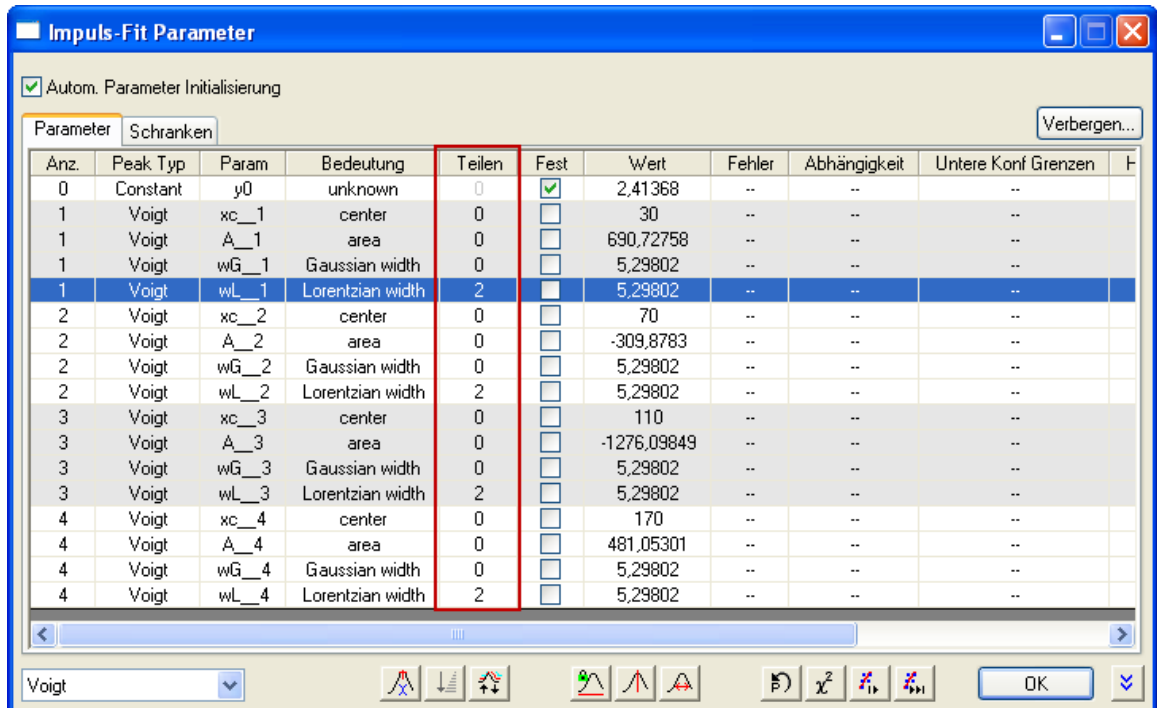 Impuls-Fit Parameter
Autom. Parameter Initialisierung
Parameter Schranken Verbergen...
Anz. Peak Typ Param Bedeutung Teilen Fest Wert Fehler Abhängigkeit Untere Konf Grenzen H
0 Constant y0 unknown 0 2,41368 -- -- --
1 Voigt xc__1 center 0 30 -- -- --
1 Voigt A__1 area 0 690,72758 -- -- --
1 Voigt wG__1 Gaussian width 0 5,29802 -- -- --
1 Voigt wL__1 Lorentzian width 2 5,29802 -- -- --
2 Voigt xc__2 center 0 70 -- -- --
2 Voigt A__2 area 0 -309,8783 -- -- --
2 Voigt wG__2 Gaussian width 0 5,29802 -- -- --
2 Voigt wL__2 Lorentzian width 2 5,29802 -- -- --
3 Voigt xc__3 center 0 110 -- -- --
3 Voigt A__3 area 0 -1276,09849 -- -- --
3 Voigt wG__3 Gaussian width 0 5,29802 -- -- --
3 Voigt wL__3 Lorentzian width 2 5,29802 -- -- --
4 Voigt xc__4 center 0 170 -- -- --
4 Voigt A__4 area 0 481,05301 -- -- --
4 Voigt wG__4 Gaussian width 0 5,29802 -- -- --
4 Voigt wL__4 Lorentzian width 2 5,29802 -- -- --
Voigt χ² OK